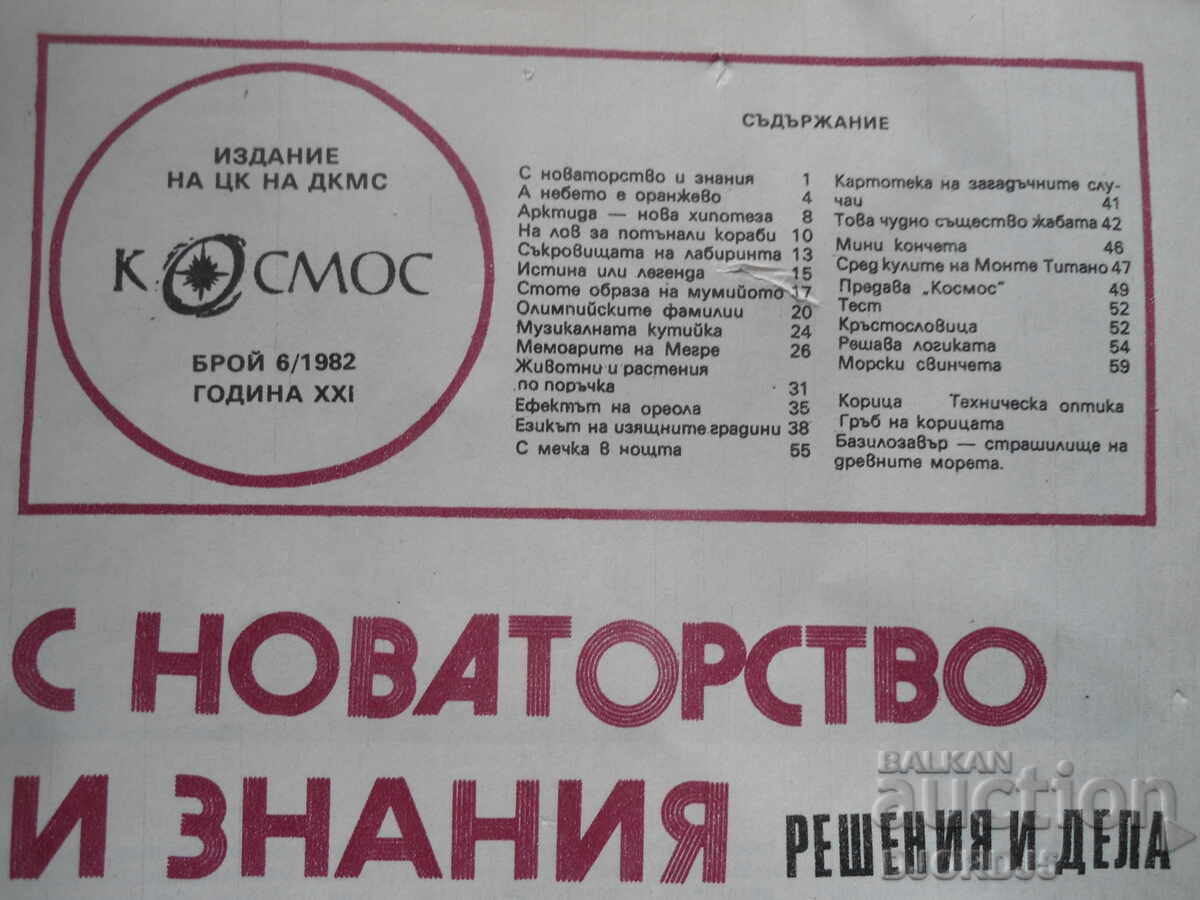 ИЗДАНИЕ
НА ЦК НА ДКМС
КОСМОС
БРОЙ 6/1982
ГОДИНА XXI
СЪДЪРЖАНИЕ
С новаторство и знания 1
А небето е оранжево 4
Арктида — нова хипотеза 8
На лов за потънали кораби 10
Съкровищата на лабиринта 13
Истина или легенда 15
Стоте образа на мумийото 17
Олимпийските фамилии 20
Музикалната кутийка 24
Мемоарите на Мегре 26
Животни и растения
по поръчка 31
Ефектът на ореола 35
Езикът на изящните градини 38
С мечка в нощта 55
Картотека на загадъчните слу-
чаи 41
Това чудно същество жабата 42
Мини кончета 46
Сред кулите на Монте Титано 47
Предава „Космос" 49
Тест 52
Кръстословица 52
Решава логиката 54
Морски свинчета 59
Корица Техническа оптика
Гръб на корицата
Базилозавър — страшилище на
древните морета.
С НОВАТОРСТВО
И ЗНАНИЯ
РЕШЕНИЯ И ДЕЛА
BALKAN
auction
DJORDJ5